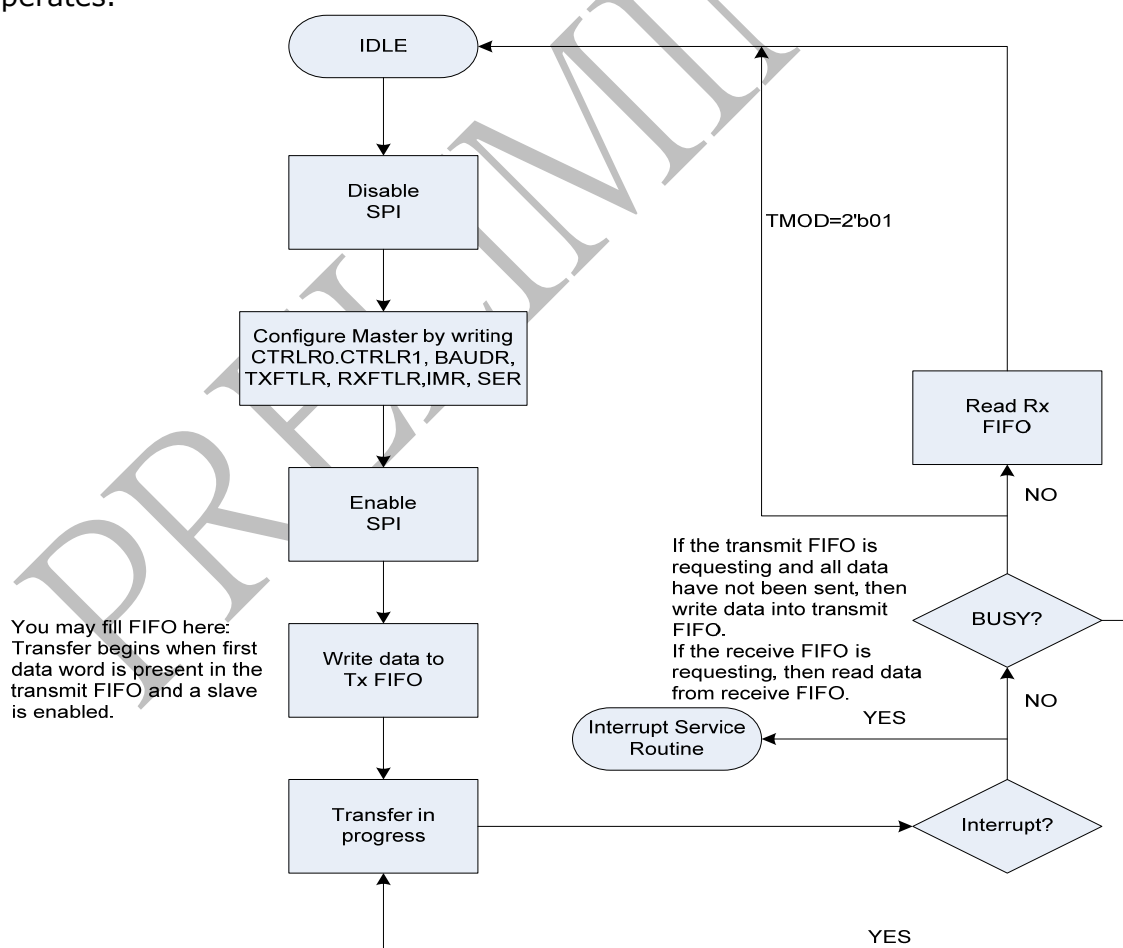 perates.
IDLE
Disable
SPI
TMOD=2'b01
Configure Master by writing
CTRLR0.CTRLR1, BAUDR,
TXFTLR, RXFTLR,IMR, SER
Read Rx
FIFO
NO
Enable
SPI
If the transmit FIFO is
requesting and all data
have not been sent, then
write data into transmit
FIFO.
If the receive FIFO is
requesting, then read data
from receive FIFO.
BUSY?
You may fill FIFO here:
Transfer begins when first
data word is present in the
transmit FIFO and a slave
is enabled.
Write data to
Tx FIFO
NO
YES
Interrupt Service
Routine
Transfer in
progress
Interrupt?
YES
PRELIMI